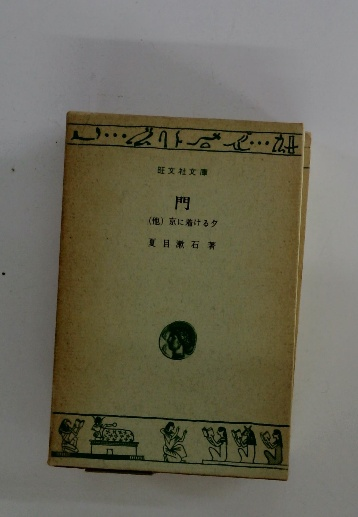 旺文社文庫
門
(他) 京に着ける夕
夏目漱石著